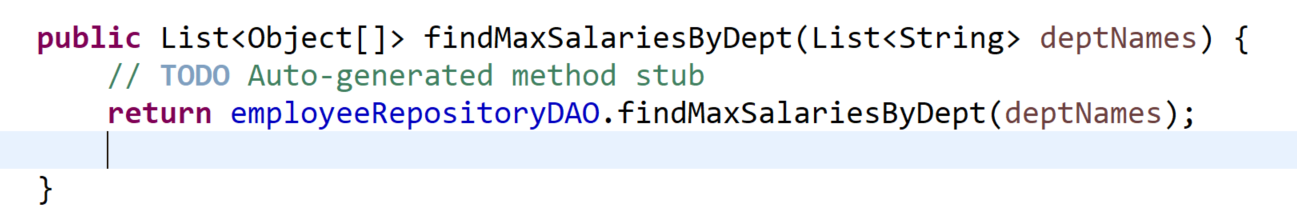 public List<Object[]> findMaxSalariesByDept(List<String> deptNames) {
// TODO Auto-generated method stub
return employeeRepositoryDAO.findMaxSalariesByDept(deptNames);
}